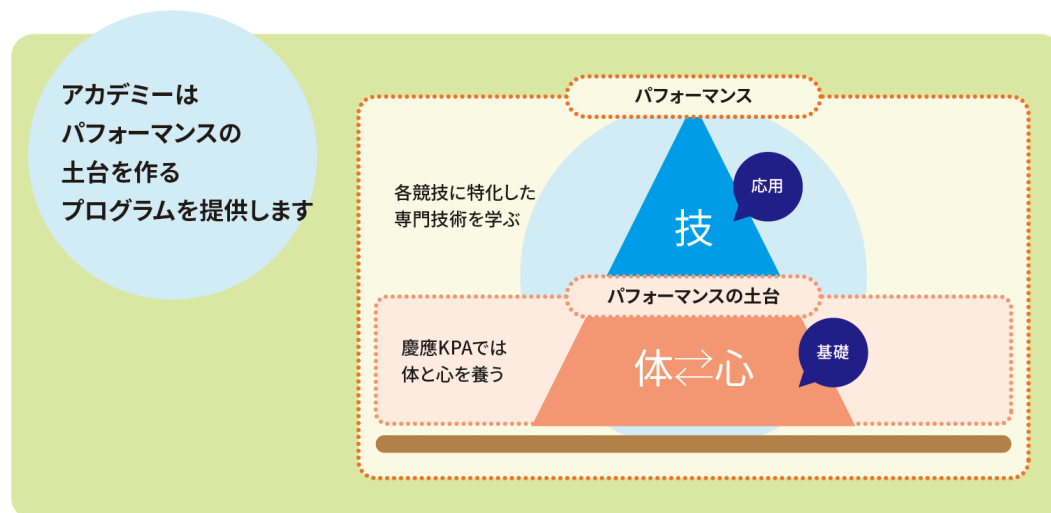 アカデミーは
パフォーマンスの
土台を作る
プログラムを提供します
パフォーマンス
各競技に特化した
専門技術を学ぶ
応用
技
パフォーマンスの土台
慶應KPAでは
体と心を養う
体⇄心
基礎